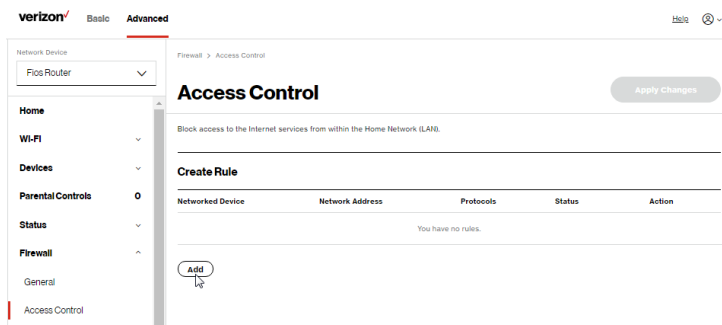 verizon✓ Basic Advanced Help
Network Device
Fios Router
Home
Wi-Fi
Devices
Parental Controls 0
Status
Firewall
General
Access Control
Firewall > Access Control
Access Control
Apply Changes
Block access to the Internet services from within the Home Network (LAN).
Create Rule
Networked Device Network Address Protocols Status Action
You have no rules.
Add